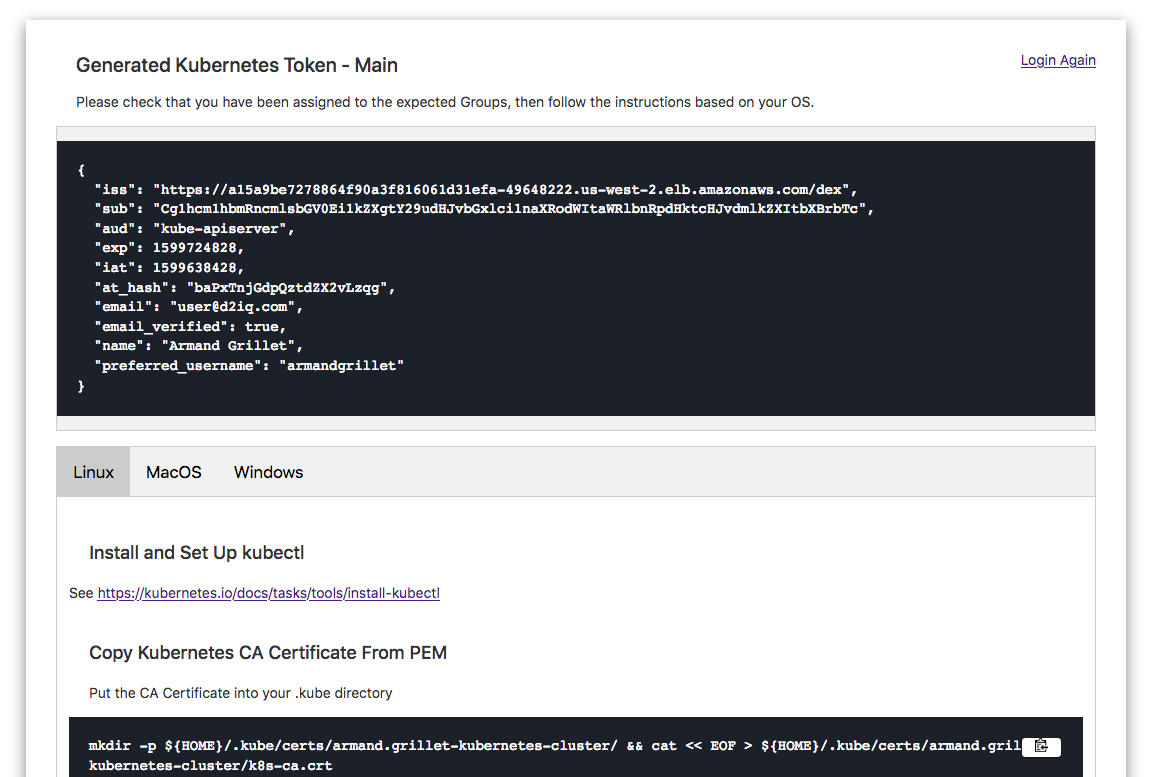 Generated Kubernetes Token - Main
Login Again
Please check that you have been assigned to the expected Groups, then follow the instructions based on your OS.
{
"iss": "https://a15a9be7278864f90a3f816061d31efa-49648222.us-west-2.elb.amazonaws.com/dex",
"sub": "Cg1hcm1hbmRncmlsbGV0Ei1kZXgtY29udHJvbGxlci1naXRodWItaWRlbnRpdHktcHJvdmlkZXItbXBrbTc",
"aud": "kube-apiserver",
"exp": 1599724828,
"iat": 1599638428,
"at_hash": "baPxTnjGdpQztdZX2vLzqg",
"email": "user@d2iq.com",
"email_verified": true,
"name": "Armand Grillet",
"preferred_username": "armandgrillet"
}
Linux MacOS Windows
Install and Set Up kubectl
See https://kubernetes.io/docs/tasks/tools/install-kubectl
Copy Kubernetes CA Certificate From PEM
Put the CA Certificate into your .kube directory
mkdir -p ${HOME}/.kube/certs/armand.grillet-kubernetes-cluster/ && cat << EOF > ${HOME}/.kube/certs/armand.gril
kubernetes-cluster/k8s-ca.crt